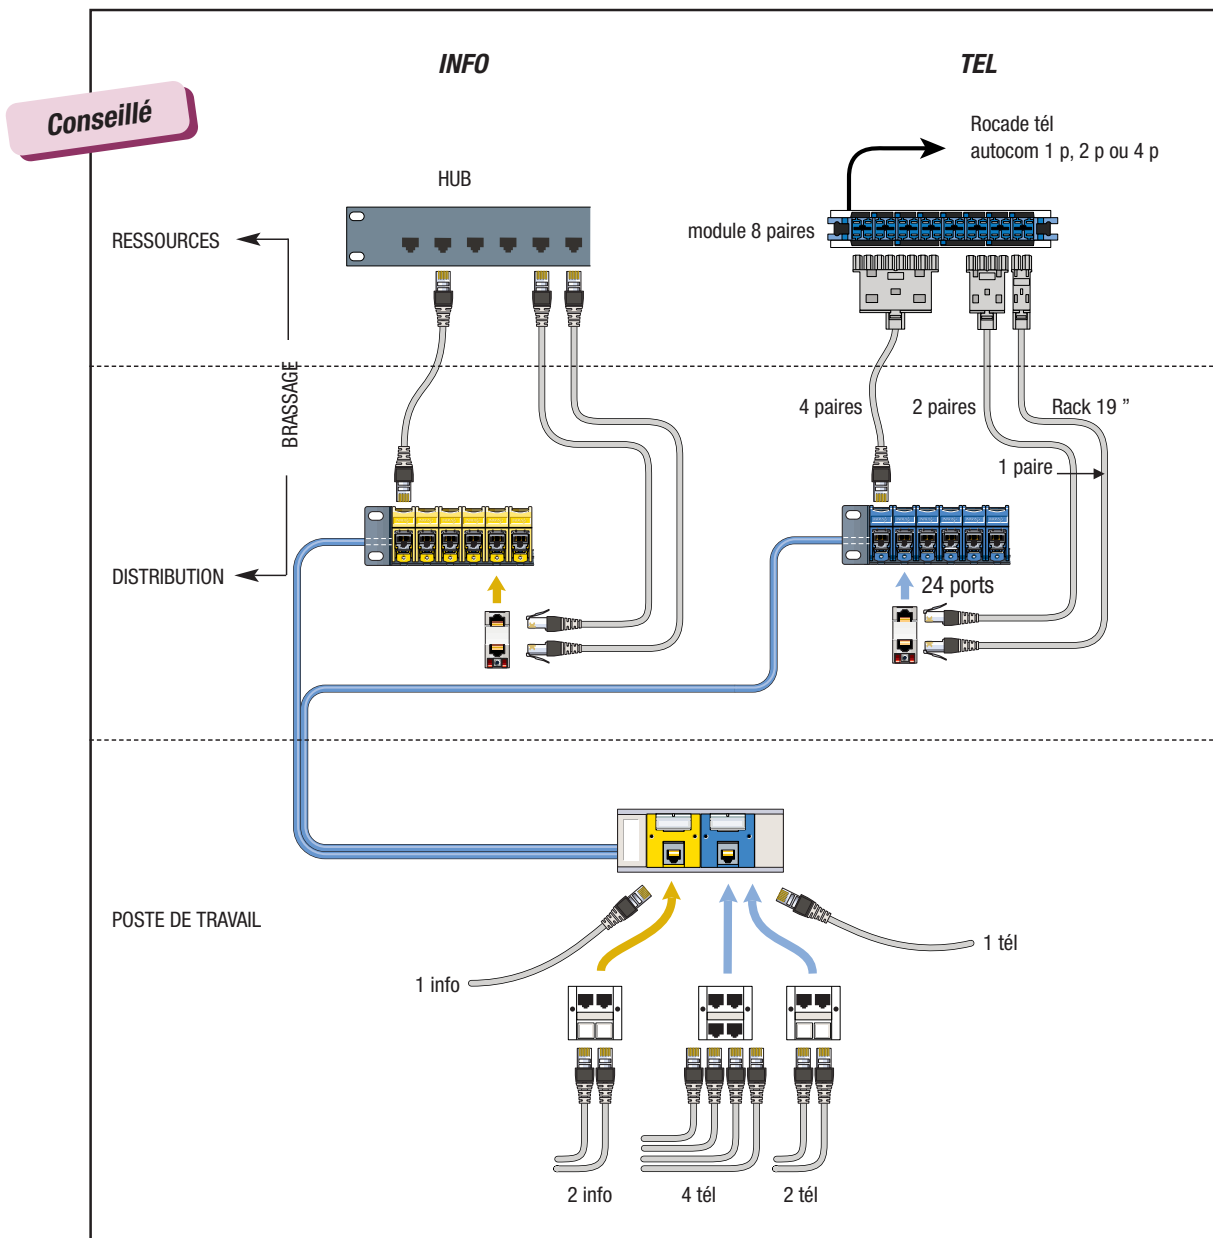 INFO
TEL
Conseillé
Rocade tél
autocom 1 p, 2 p ou 4 p
HUB
RESSOURCES
module 8 paires
BRASSAGE
4 paires
2 paires
Rack 19 ”
1 paire
DISTRIBUTION
24 ports
POSTE DE TRAVAIL
1 info
1 tél
2 info
4 tél
2 tél